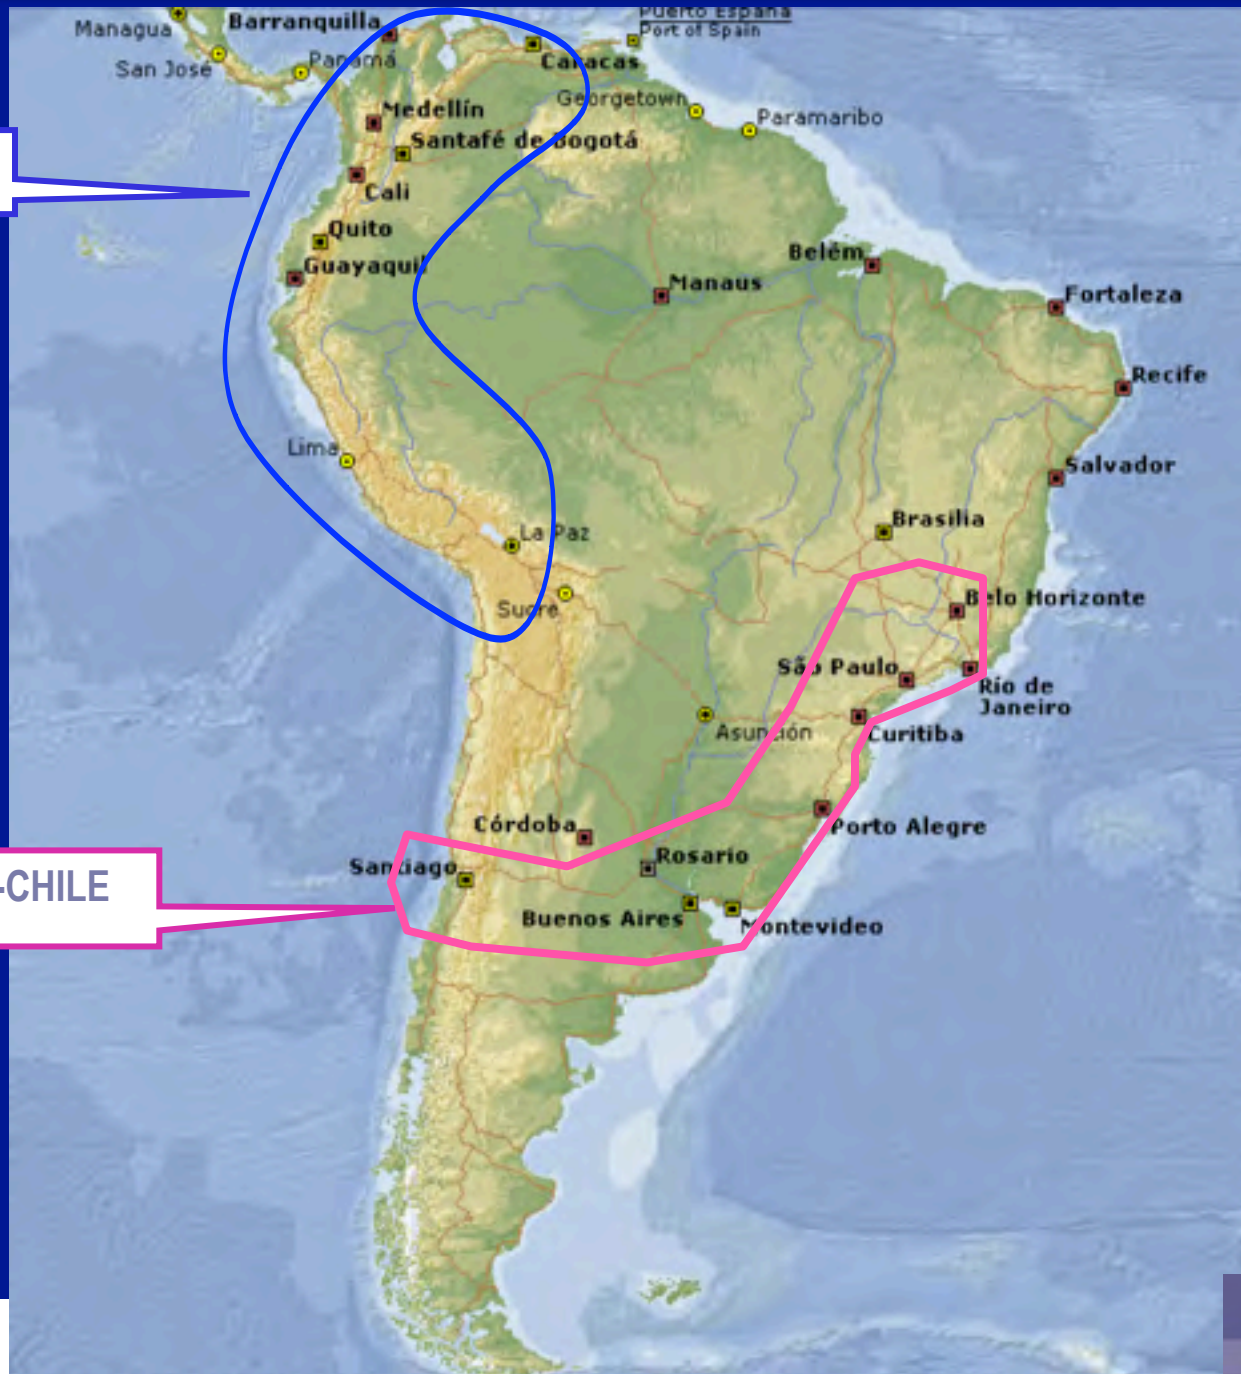 Puerto España
Port of Spain
Managua
Barranquilla
San José
Panamá
Caracas
Georgetown
Paramaribo
Medellín
Santafé de Bogotá
Cali
Quito
Guayaquil
Belém
Manaus
Fortaleza
Recife
Lima
Salvador
La Paz
Brasilia
Sucre
Belo Horizonte
São Paulo
Río de
Janeiro
Asunción
Curitiba
Córdoba
Porto Alegre
Santiago
Rosario
-CHILE
Buenos Aires
Montevideo